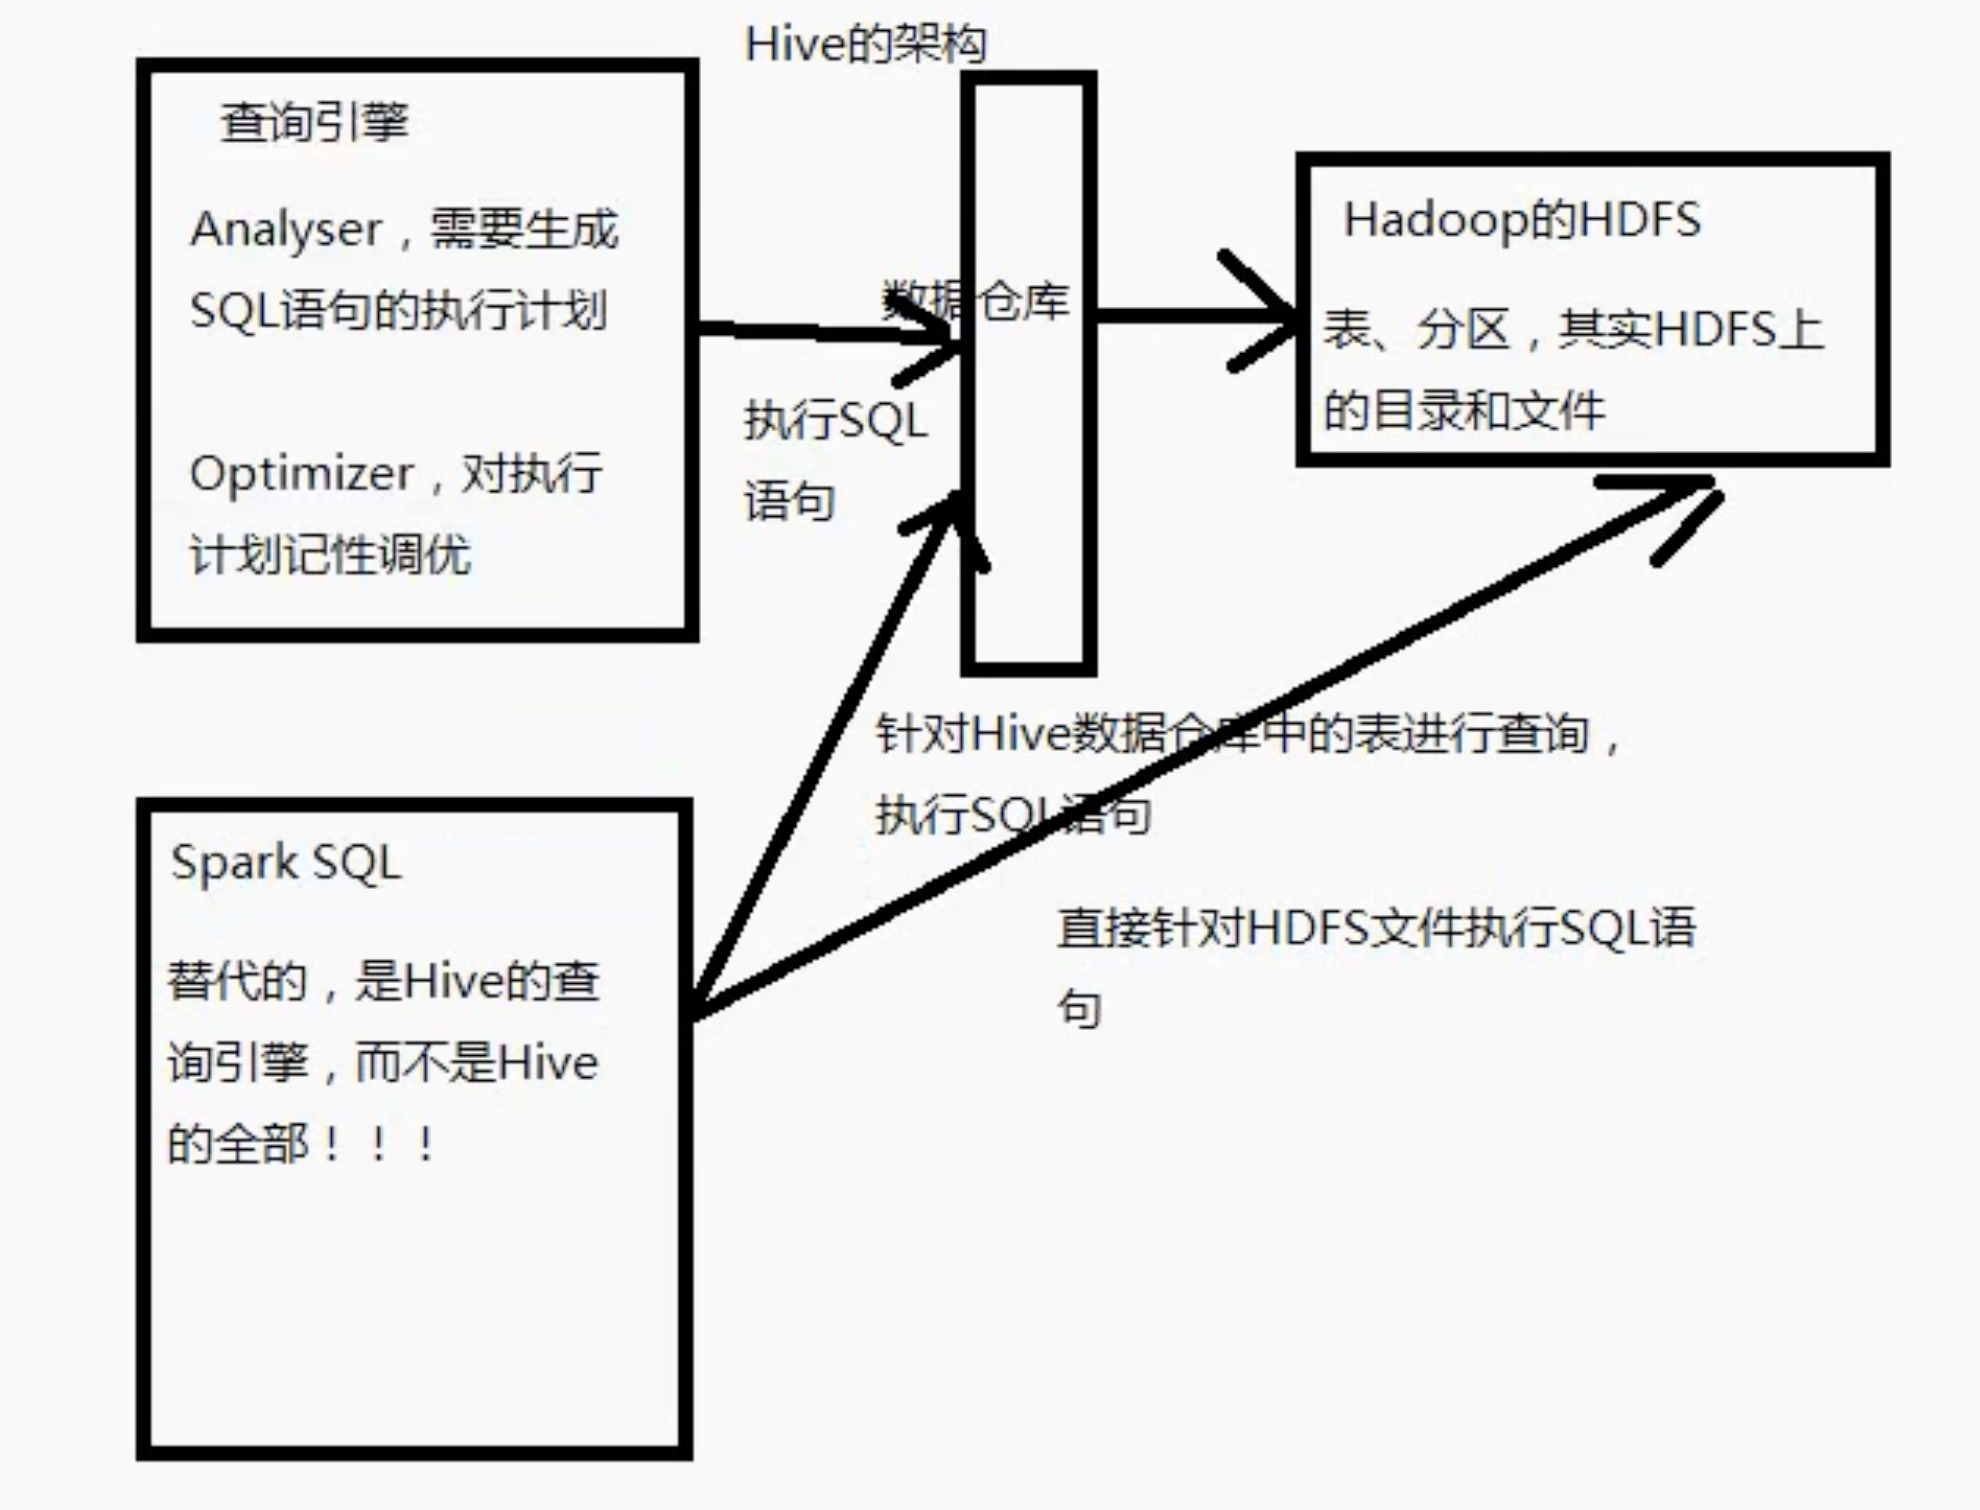 Hive的架构
查询引擎
Analyser，需要生成
SQL语句的执行计划
Optimizer，对执行
计划记性调优
数据仓库
执行SQL
语句
Hadoop的HDFS
表、分区，其实HDFS上
的目录和文件
针对Hive数据仓库中的表进行查询，
执行SQL语句
直接针对HDFS文件执行SQL语
句
Spark SQL
替代的，是Hive的查
询引擎，而不是Hive
的全部！！！